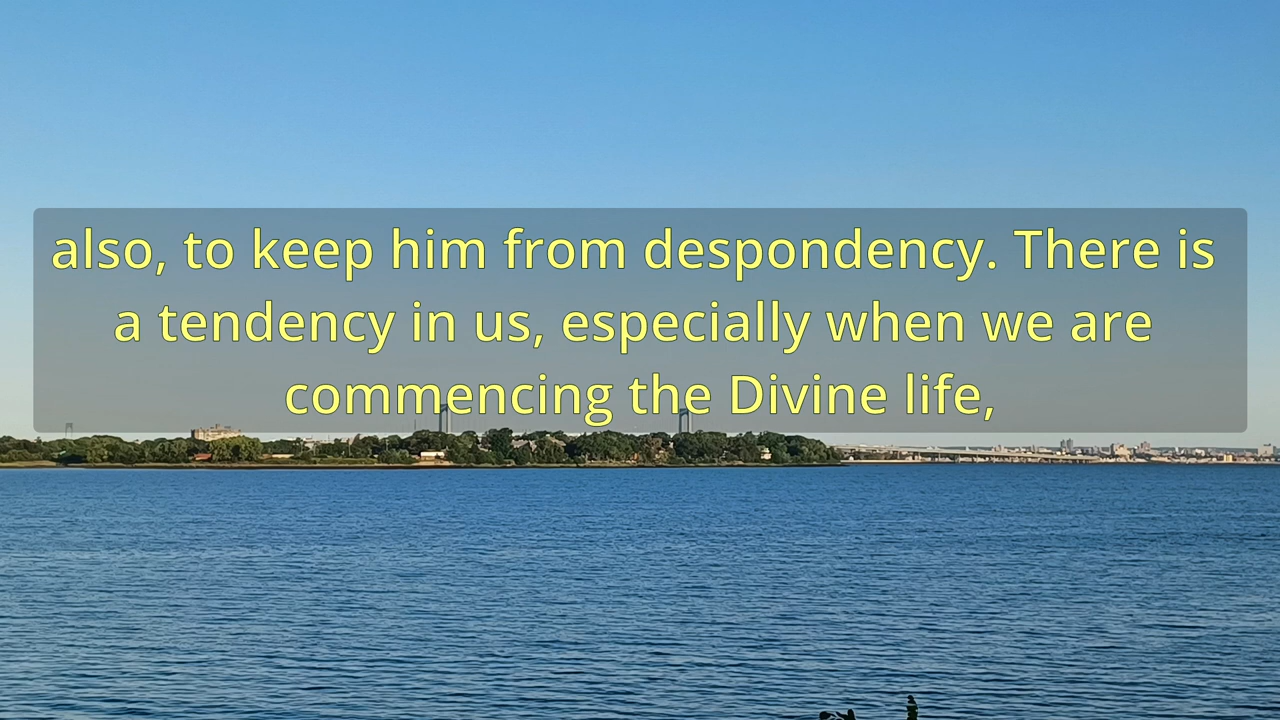 also, to keep him from despondency. There is
a tendency in us, especially when we are
commencing the Divine life,